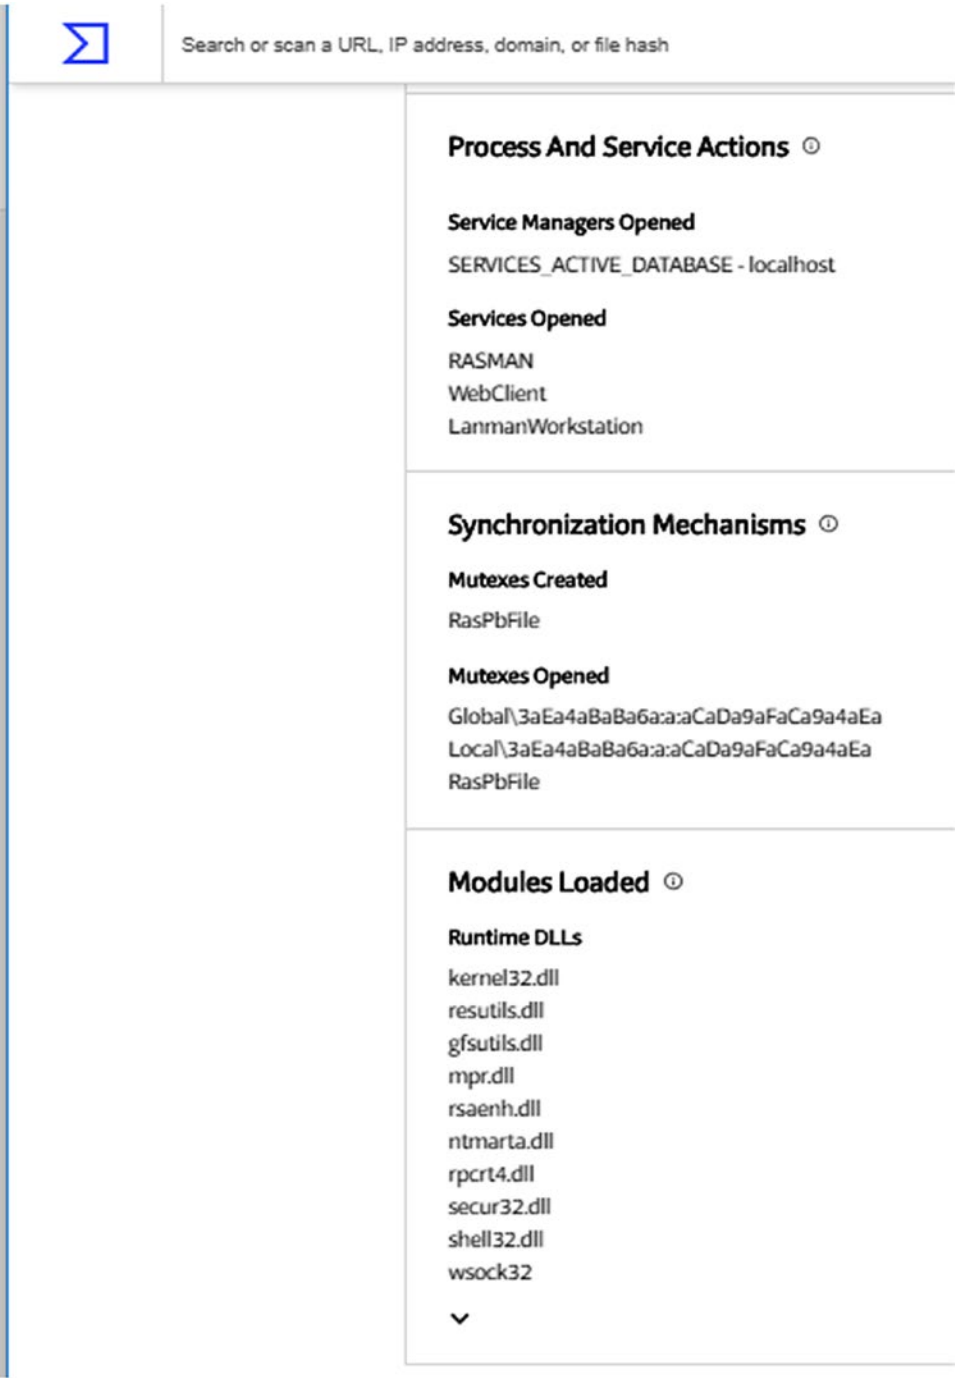 Search or scan a URL, IP address, domain, or file hash
Process And Service Actions
Service Managers Opened
SERVICES_ACTIVE_DATABASE - localhost
Services Opened
RASMAN
WebClient
LanmanWorkstation
Synchronization Mechanisms
Mutexes Created
RasPbFile
Mutexes Opened
Global\3aEa4aBaBa6a:a:aCaDa9aFaCa9a4aEa
Local\3aEa4aBaBa6a:a:aCaDa9aFaCa9a4aEa
RasPbFile
Modules Loaded
Runtime DLLs
kernel32.dll
resutils.dll
gfsutils.dll
mpr.dll
rsaenh.dll
ntmarta.dll
rpcrt4.dll
secur32.dll
shell32.dll
wsock32